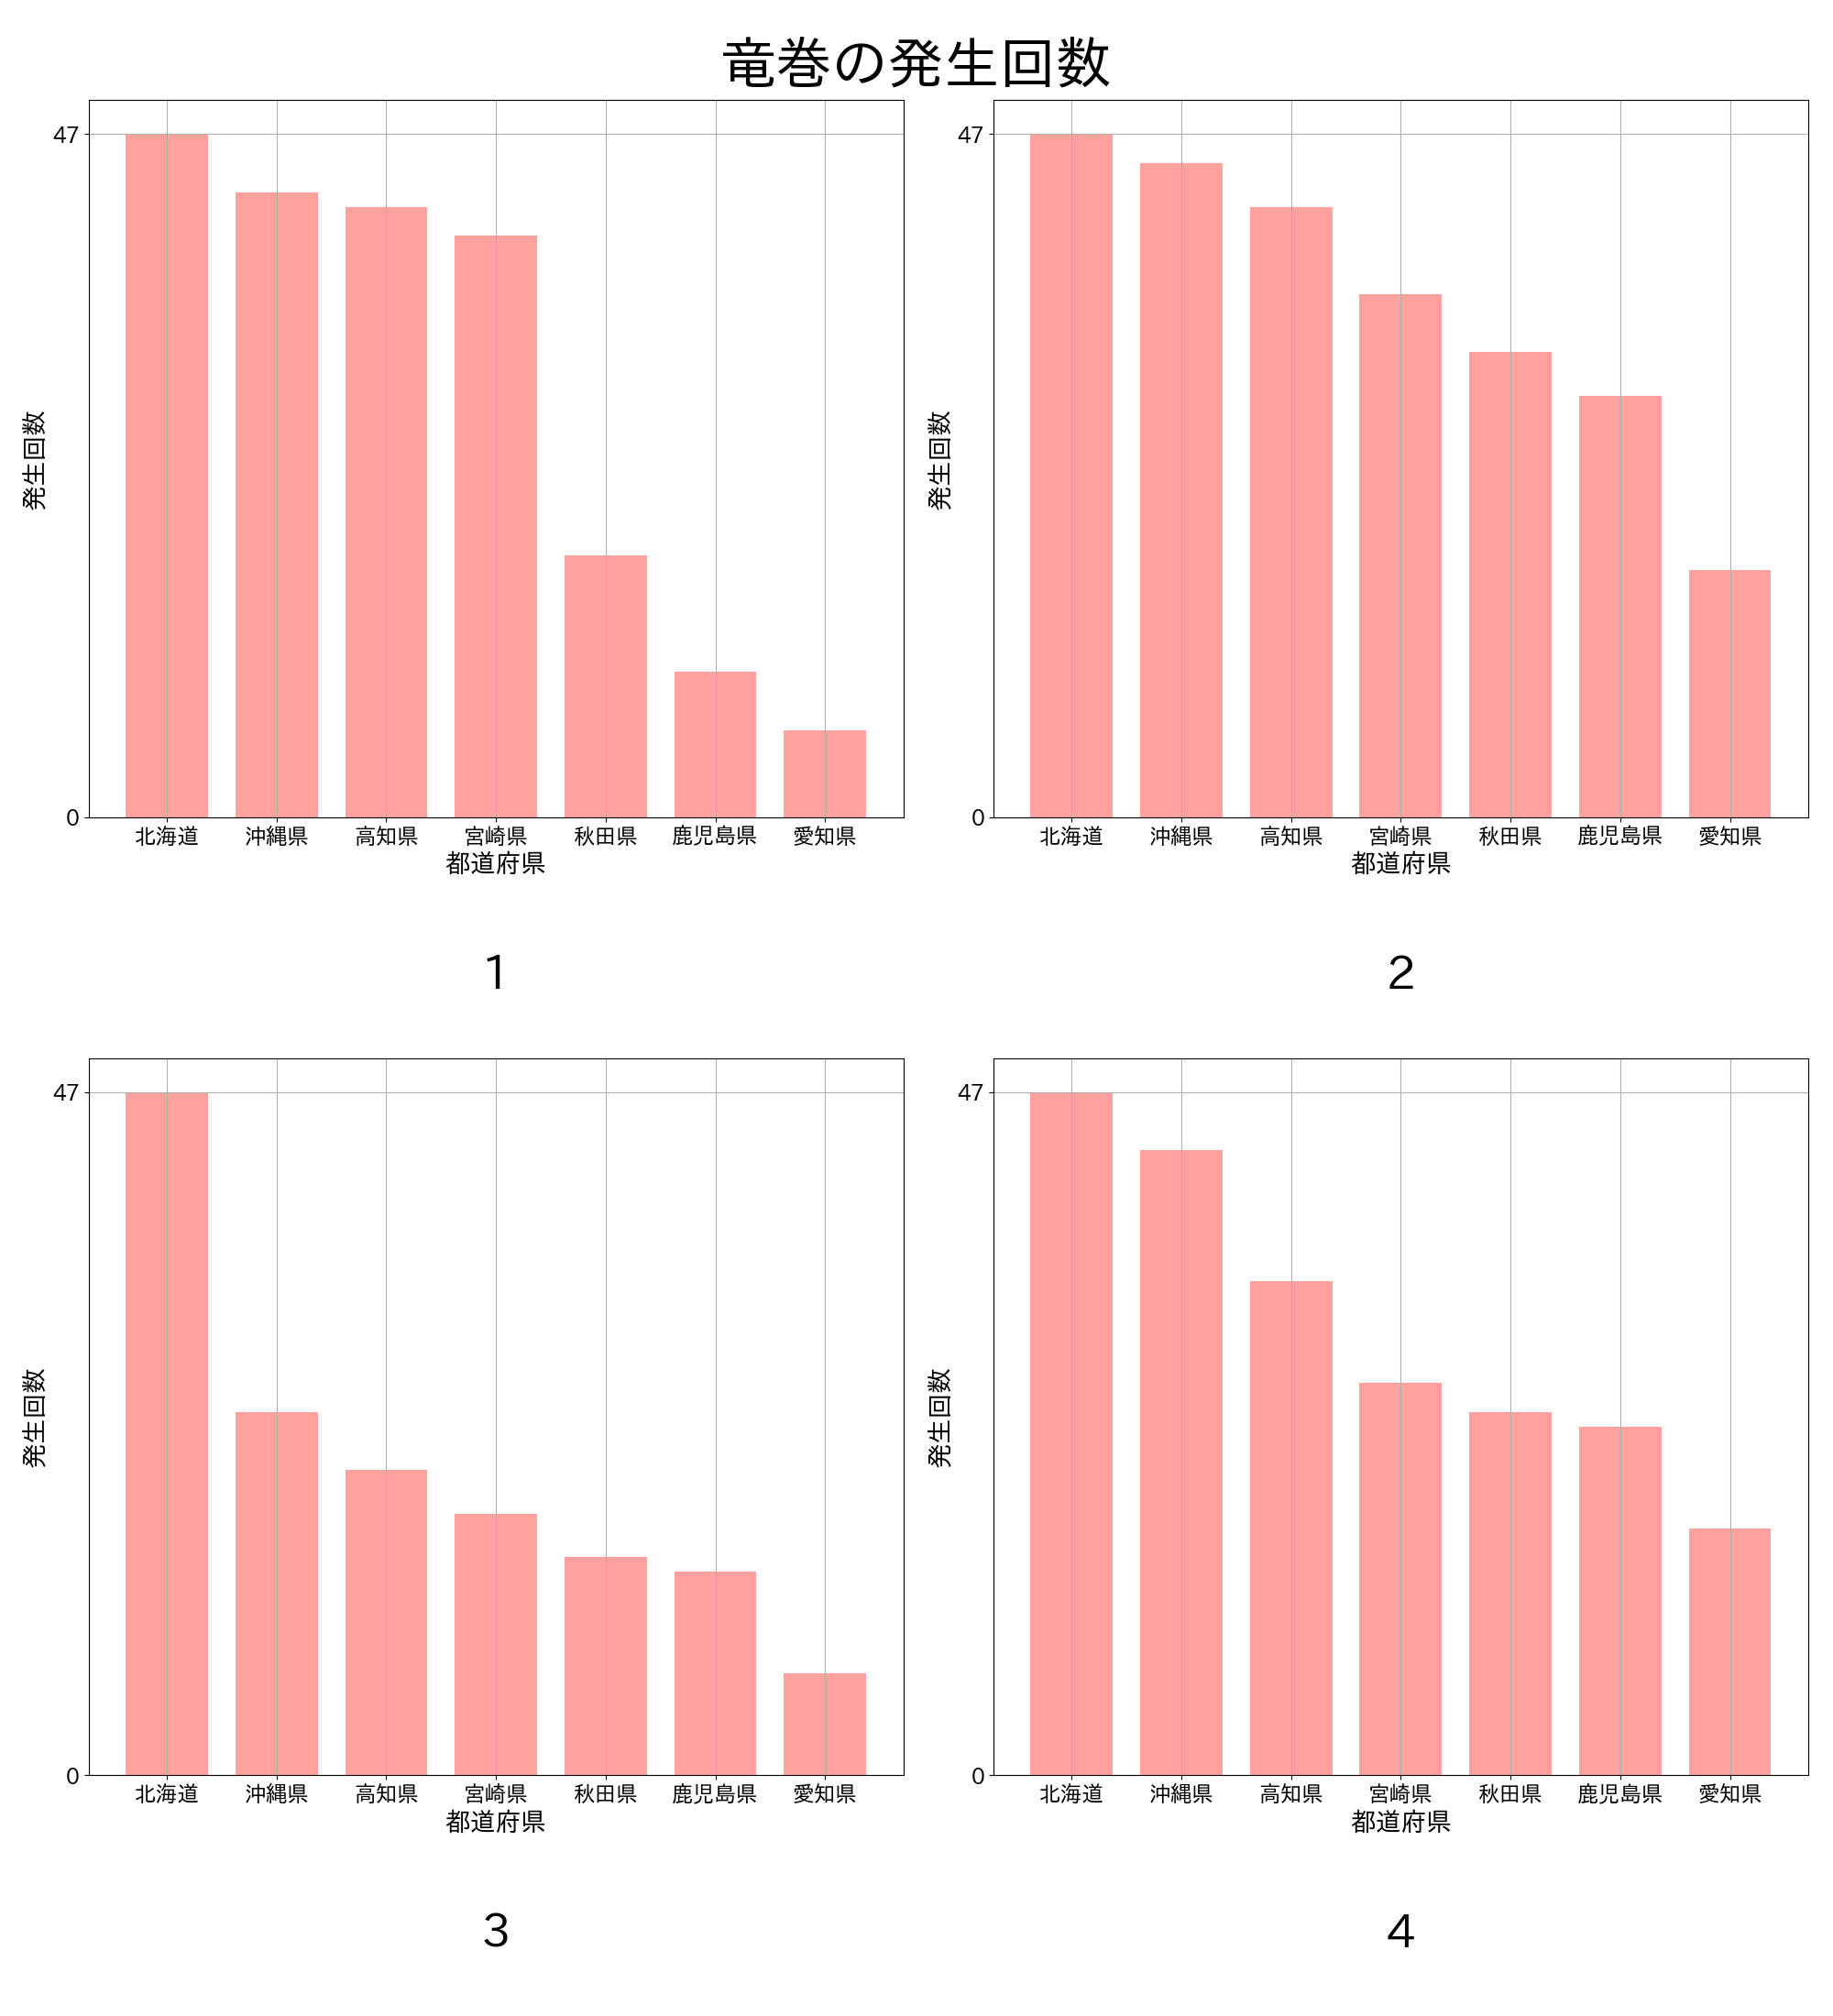 竜巻の発生回数
47
0
発生回数
北海道 沖縄県 高知県 宮崎県 秋田県 鹿児島県 愛知県
都道府県
1
47
0
発生回数
北海道 沖縄県 高知県 宮崎県 秋田県 鹿児島県 愛知県
都道府県
2
47
0
発生回数
北海道 沖縄県 高知県 宮崎県 秋田県 鹿児島県 愛知県
都道府県
3
47
0
発生回数
北海道 沖縄県 高知県 宮崎県 秋田県 鹿児島県 愛知県
都道府県
4